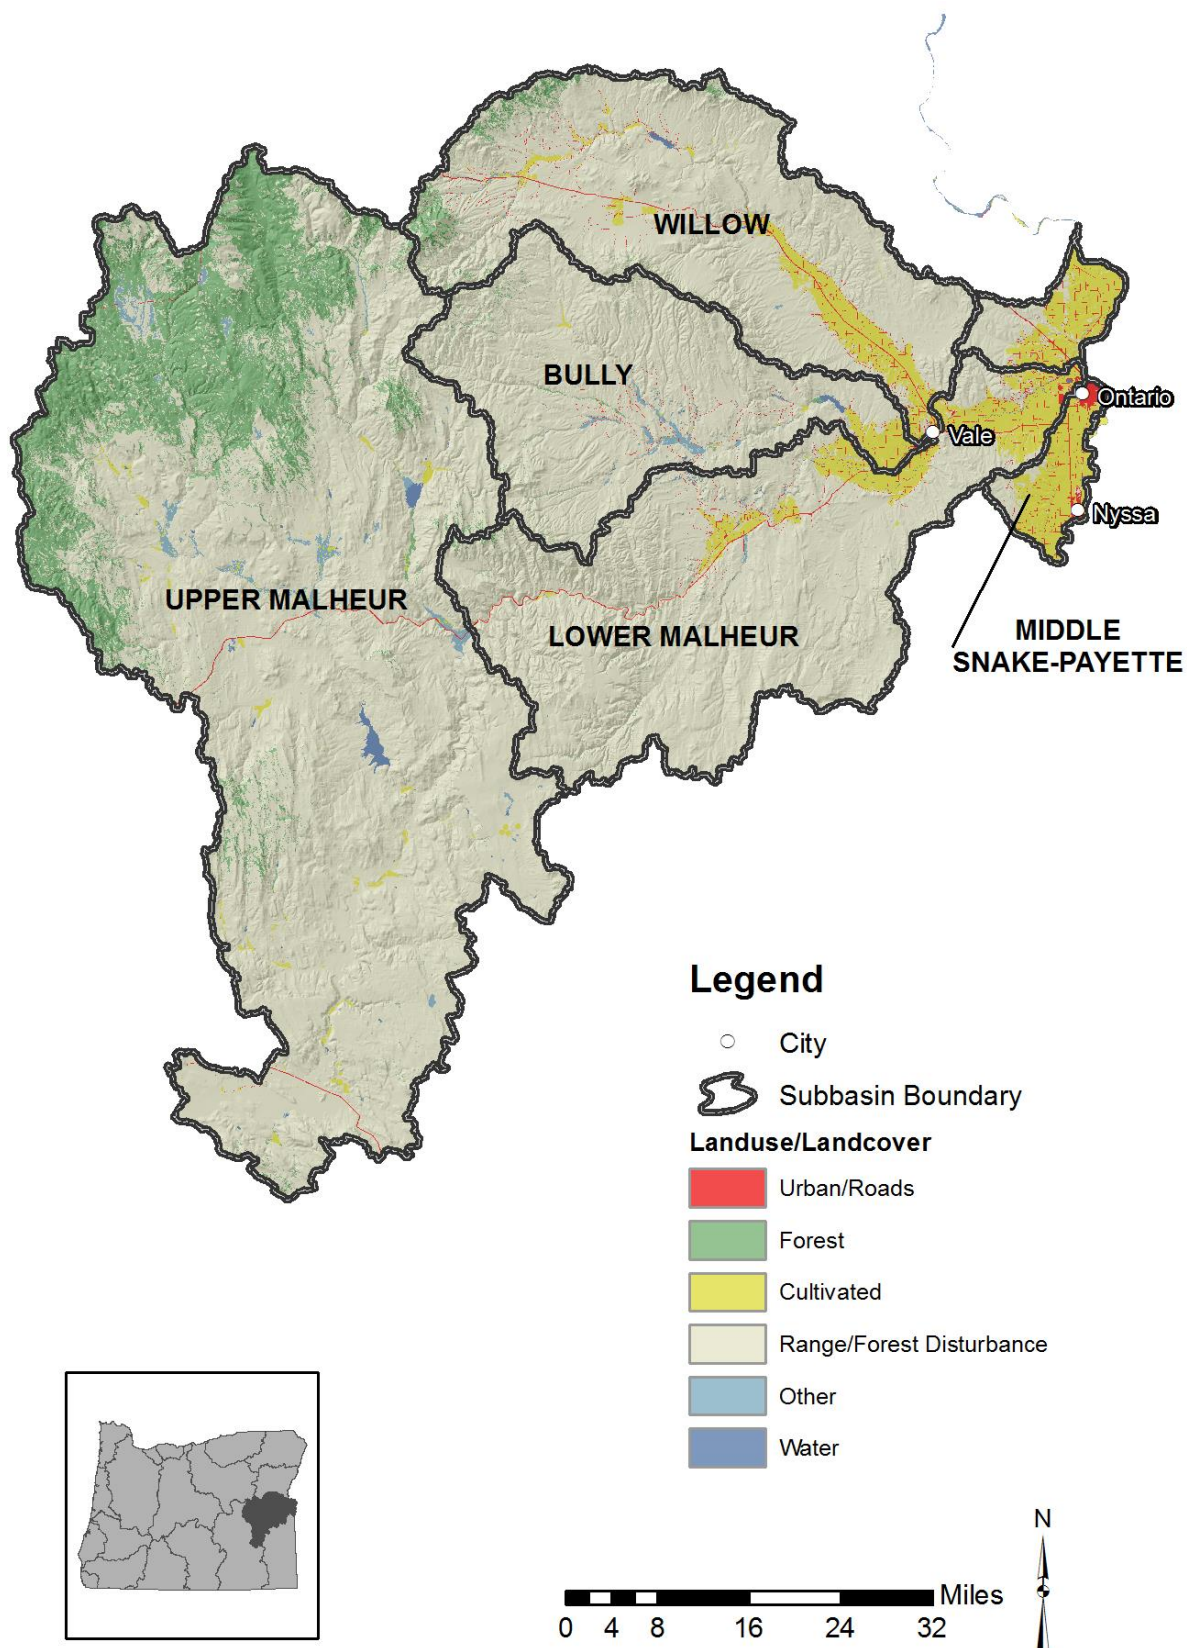 WILLOW
BULLY
Ontario
Vale
Nyssa
UPPER MALHEUR
LOWER MALHEUR
MIDDLE
SNAKE-PAYETTE
Legend
City
Subbasin Boundary
Landuse/Landcover
Urban/Roads
Forest
Cultivated
Range/Forest Disturbance
Other
Water
N
Miles
0 4 8 16 24 32